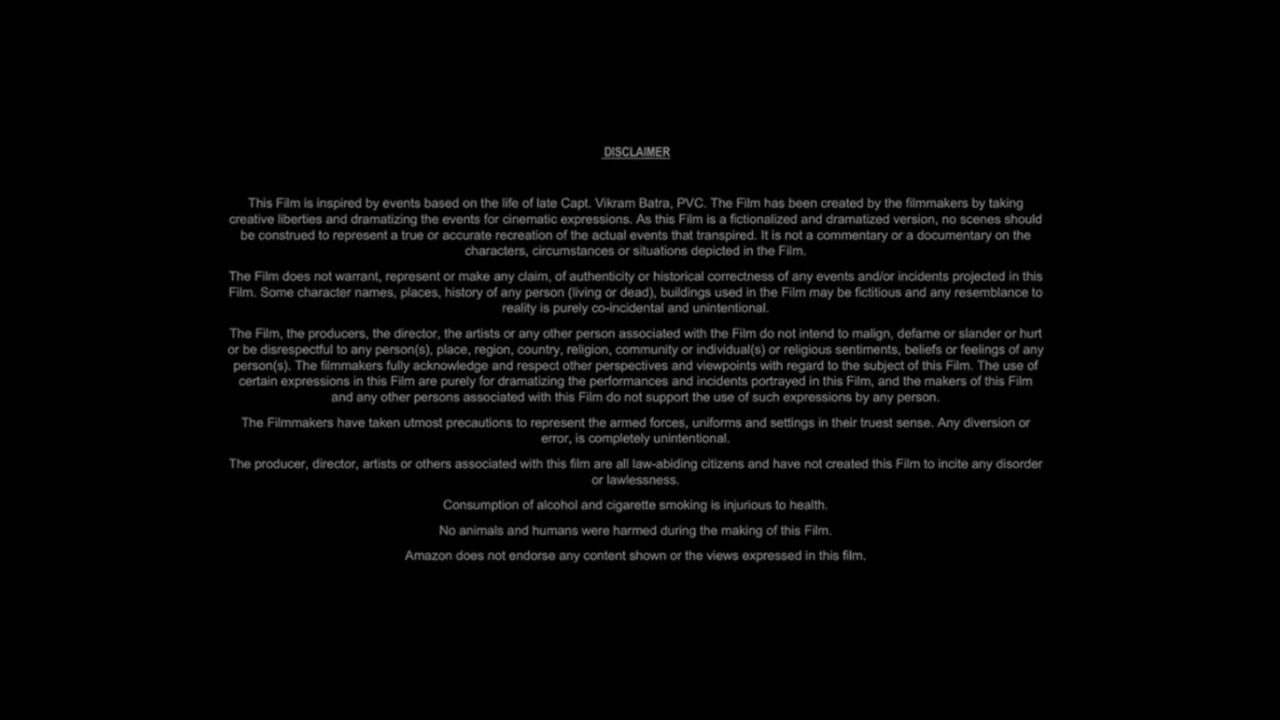 DISCLAIMER
This Film is inspired by events based on the life of late Capt. Vikram Batra, PVC. The Film has been created by the filmmakers by taking
creative liberties and dramatizing the events for cinematic expressions. As this Film is a fictionalized and dramatized version, no scenes should
be construed to represent a true or accurate recreation of the actual events that transpired. It is not a commentary or a documentary on the
characters, circumstances or situations depicted in the Film.
The Film does not warrant, represent or make any claim, of authenticity or historical correctness of any events and/or incidents projected in this
Film. Some character names, places, history of any person (living or dead), buildings used in the Film may be fictitious and any resemblance to
reality is purely co-incidental and unintentional.
The Film, the producers, the director, the artists or any other person associated with the Film do not intend to malign, defame or slander or hurt
or be disrespectful to any person(s), place, region, country, religion, community or individual(s) or religious sentiments, beliefs or feelings of any
person(s). The filmmakers fully acknowledge and respect other perspectives and viewpoints with regard to the subject of this Film. The use of
certain expressions in this Film are purely for dramatizing the performances and incidents portrayed in this Film, and the makers of this Film
and any other persons associated with this Film do not support the use of such expressions by any person.
The Filmmakers have taken utmost precautions to represent the armed forces, uniforms and settings in their truest sense. Any diversion or
error, is completely unintentional.
The producer, director, artists or others associated with this film are all law-abiding citizens and have not created this Film to incite any disorder
or lawlessness.
Consumption of alcohol and cigarette smoking is injurious to health.
No animals and humans were harmed during the making of this Film.
Amazon does not endorse any content shown or the views expressed in this film.